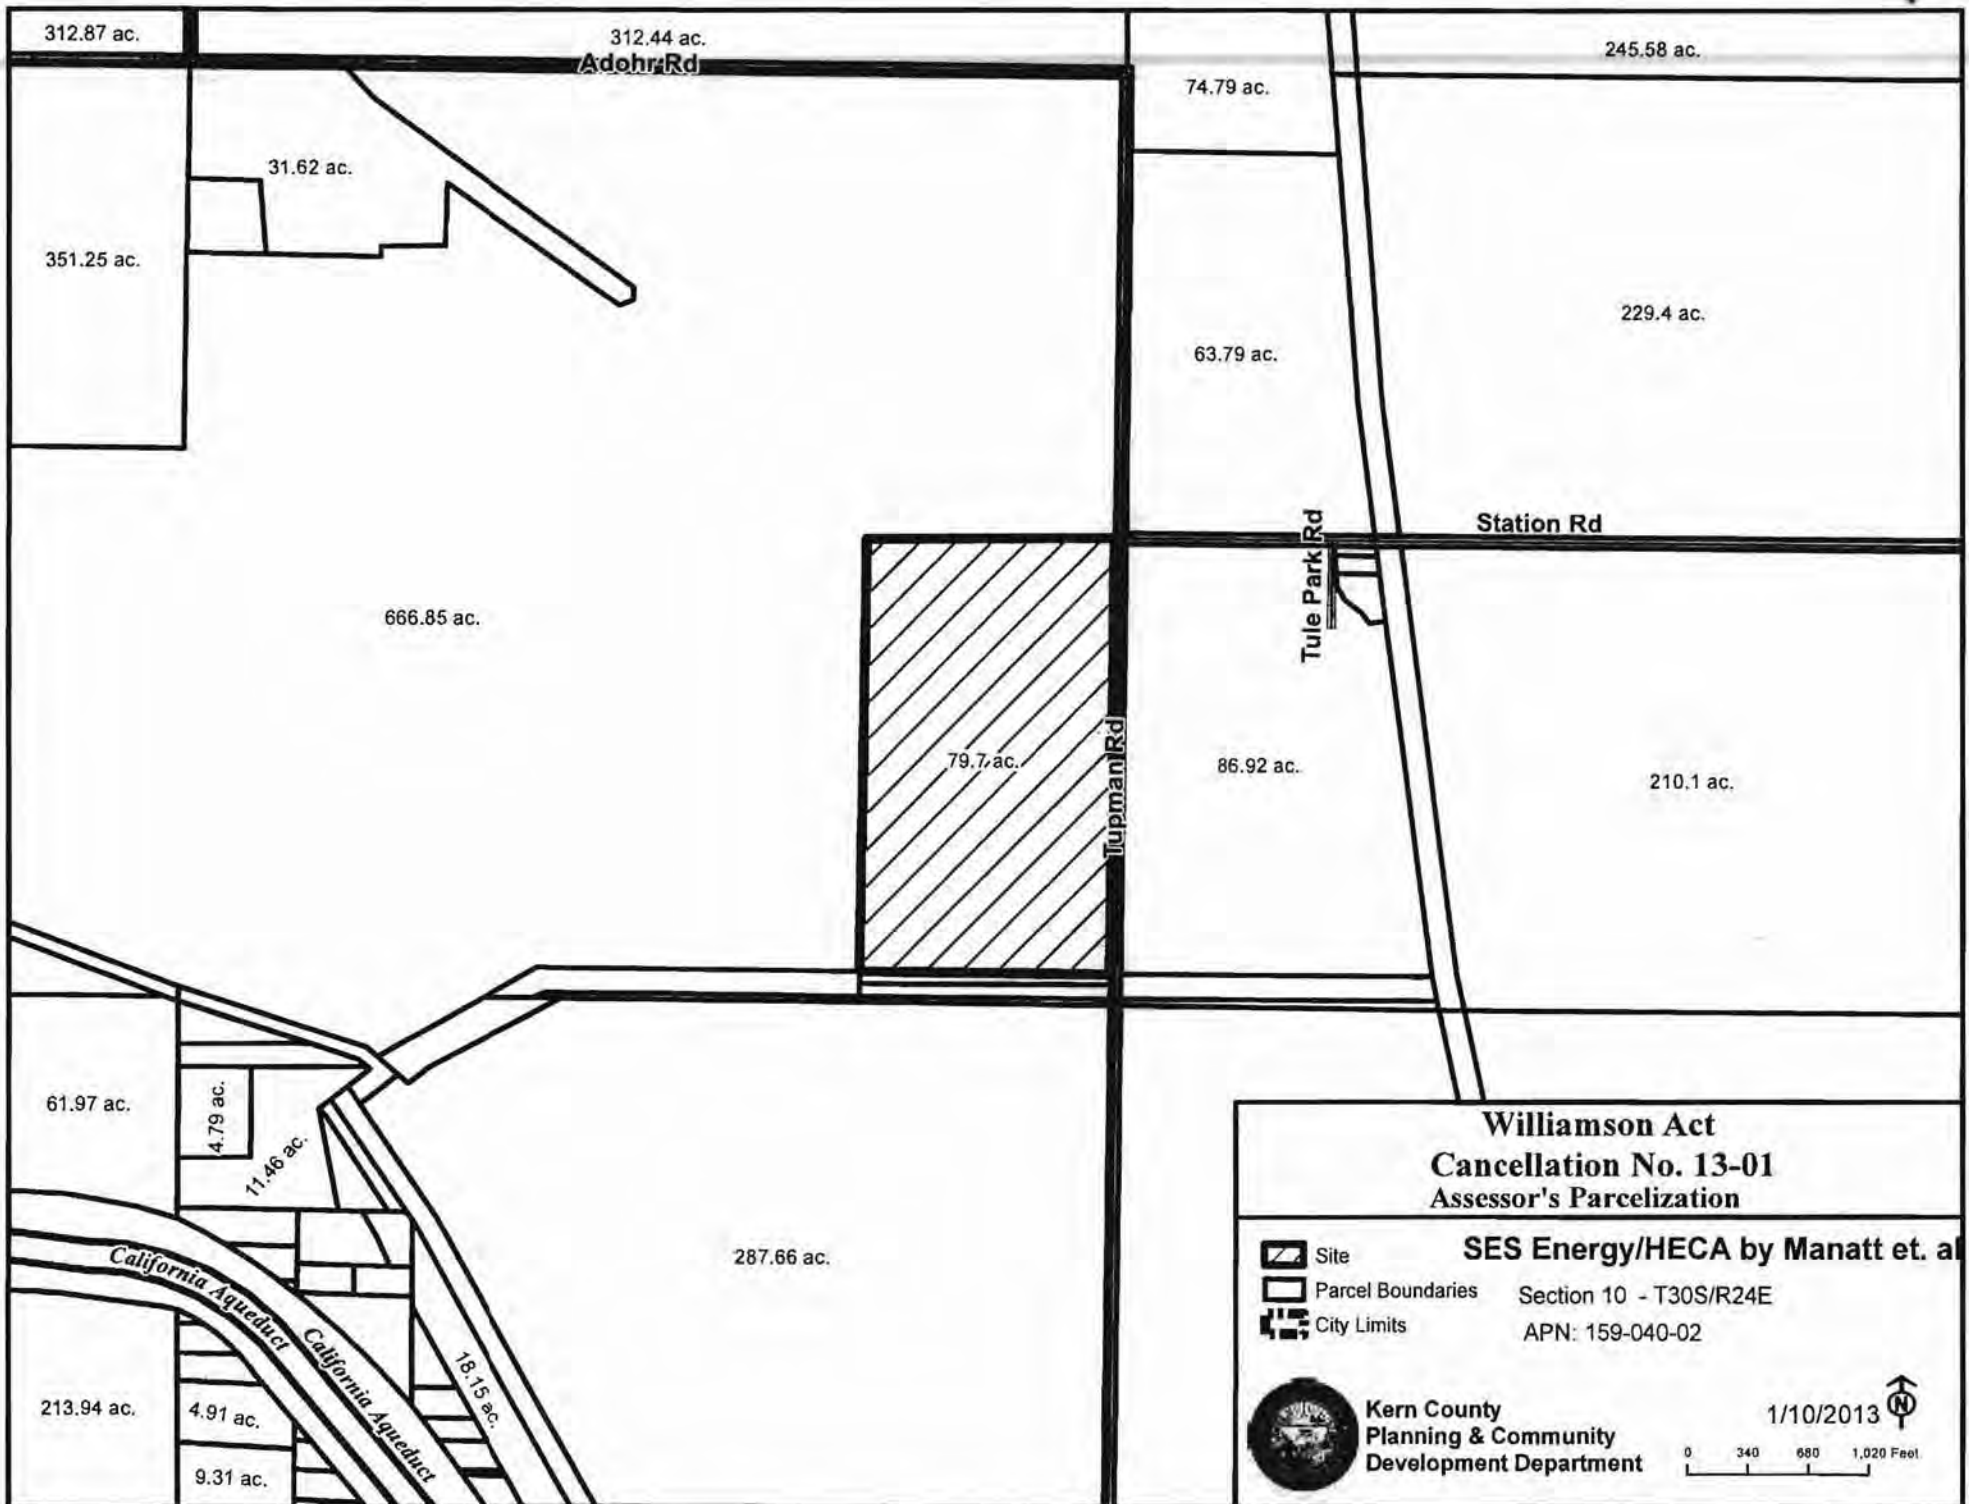 312.87 ac.
312.44 ac.
245.58 ac.
Adohr Rd
74.79 ac.
31.62 ac.
351.25 ac.
229.4 ac.
63.79 ac.
Station Rd
Tule Park Rd
666.85 ac.
79.7 ac.
Tupman Rd
86.92 ac.
210.1 ac.
61.97 ac.
4.79 ac.
11.46 ac.
287.66 ac.
California Aqueduct
California Aqueduct
18.15 ac.
213.94 ac.
4.91 ac.
9.31 ac.
Williamson Act
Cancellation No. 13-01
Assessor's Parcelization
SES Energy/HECA by Manatt et. al
Site
Parcel Boundaries
City Limits
Section 10 - T30S/R24E
APN: 159-040-02
Kern County
Planning & Community
Development Department
1/10/2013
N
0 340 680 1,020 Feet